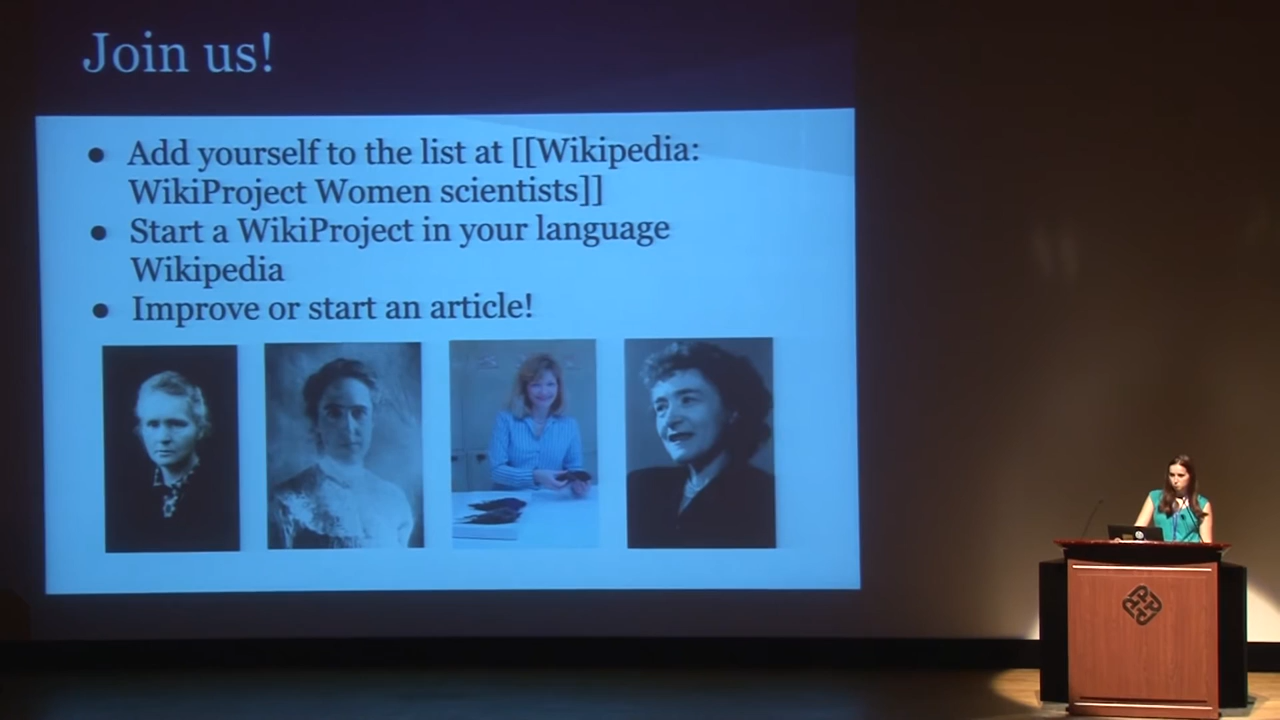 Join us!
● Add yourself to the list at [[Wikipedia:
WikiProject Women scientists]]
● Start a WikiProject in your language
Wikipedia
● Improve or start an article!